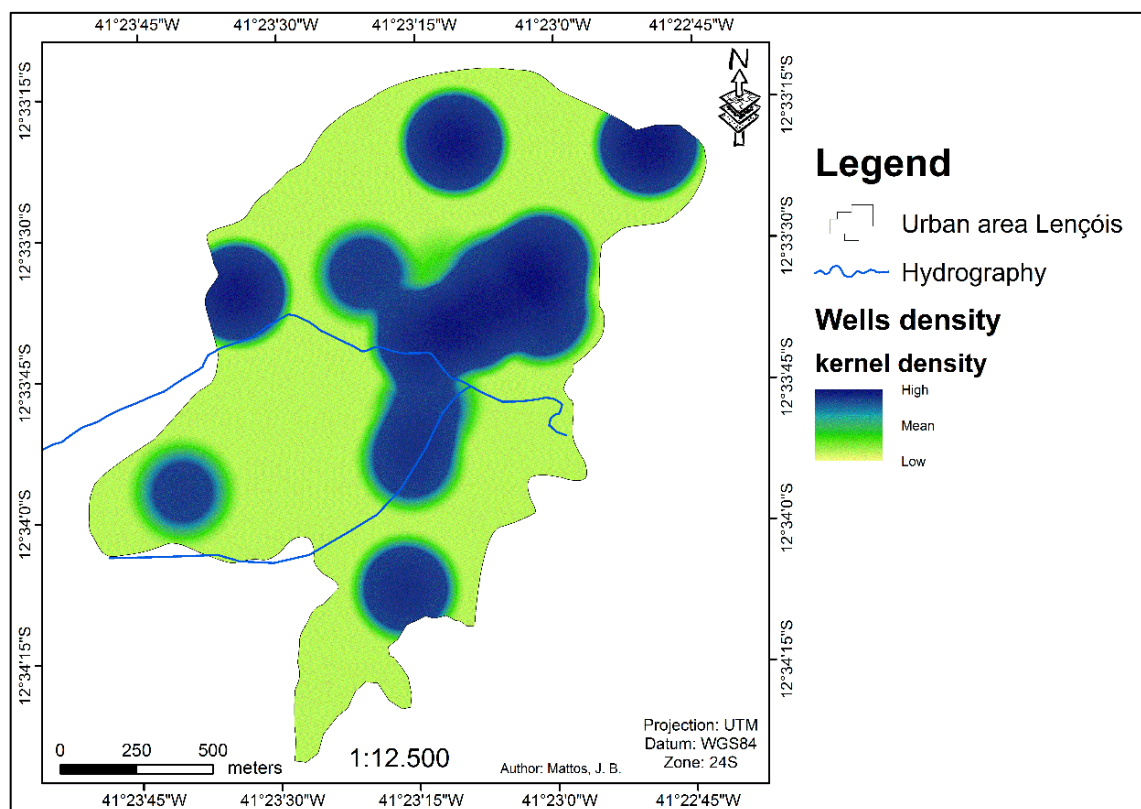 41°23'45"W 41°23'30"W 41°23'15"W 41°23'0"W 41°22'45"W
N
12°33'15"S 12°33'15"S
12°33'30"S 12°33'30"S
12°33'45"S 12°33'45"S
12°34'0"S 12°34'0"S
12°34'15"S 12°34'15"S
0 250 500
meters
1:12.500
Author: Mattos, J. B.
Projection: UTM
Datum: WGS84
Zone: 24S
41°23'45"W 41°23'30"W 41°23'15"W 41°23'0"W 41°22'45"W
Legend
Urban area Lençóis
Hydrography
Wells density
kernel density
High
Mean
Low